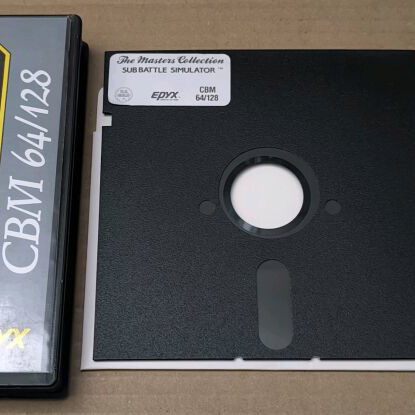 CBM 64/128
The Masters Collection
SUB BATTLE SIMULATOR™
EPYX
CBM
64/128